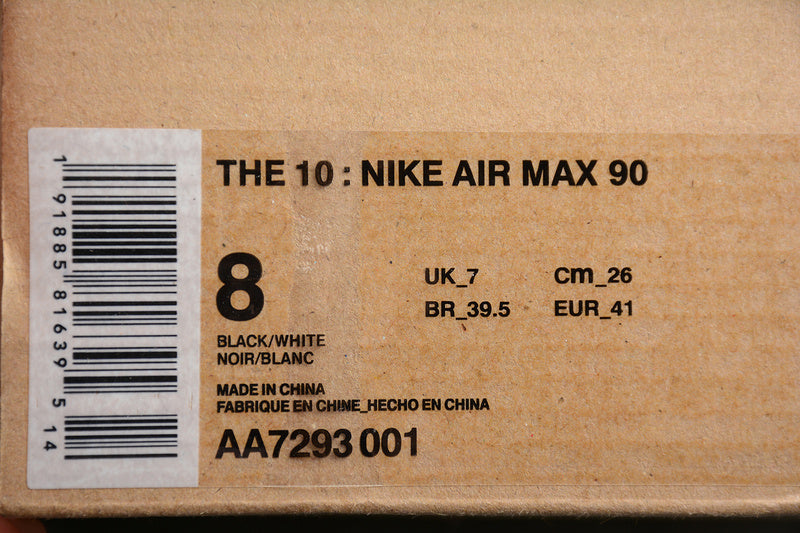 THE 10 : NIKE AIR MAX 90
8
UK_7 Cm_26
BR_39.5 EUR_41
BLACK/WHITE
NOIR/BLANC
MADE IN CHINA
FABRIQUE EN CHINE_HECHO EN CHINA
AA7293 001
1 91885 81639 5 14